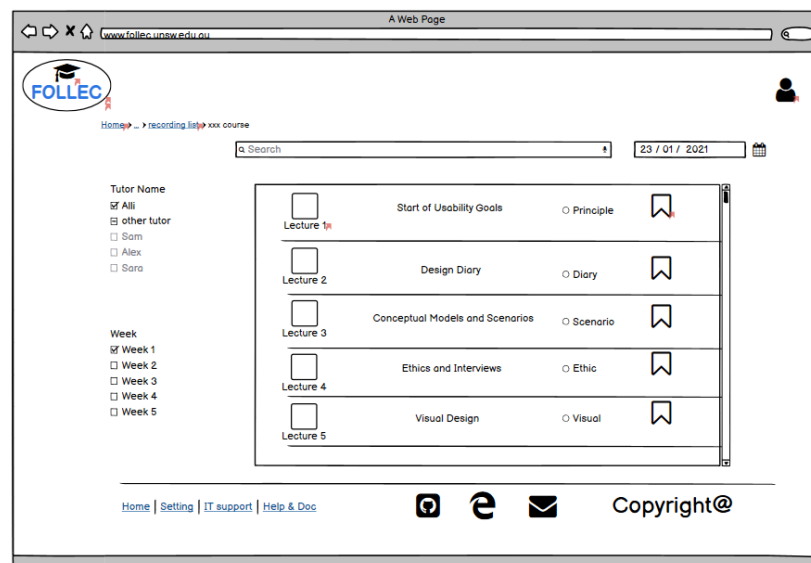 A Web Page
www.follec.unsw.edu.au
FOLLEC
Home > ... > recording list > xxx course
Search
23 / 01 / 2021
Tutor Name
Alli
other tutor
Sam
Alex
Sara
Week
Week 1
Week 2
Week 3
Week 4
Week 5
Start of Usability Goals
Principle
Lecture 1
Design Diary
Diary
Lecture 2
Conceptual Models and Scenarios
Scenario
Lecture 3
Ethics and Interviews
Ethic
Lecture 4
Visual Design
Visual
Lecture 5
Home | Setting | IT support | Help & Doc
Copyright@